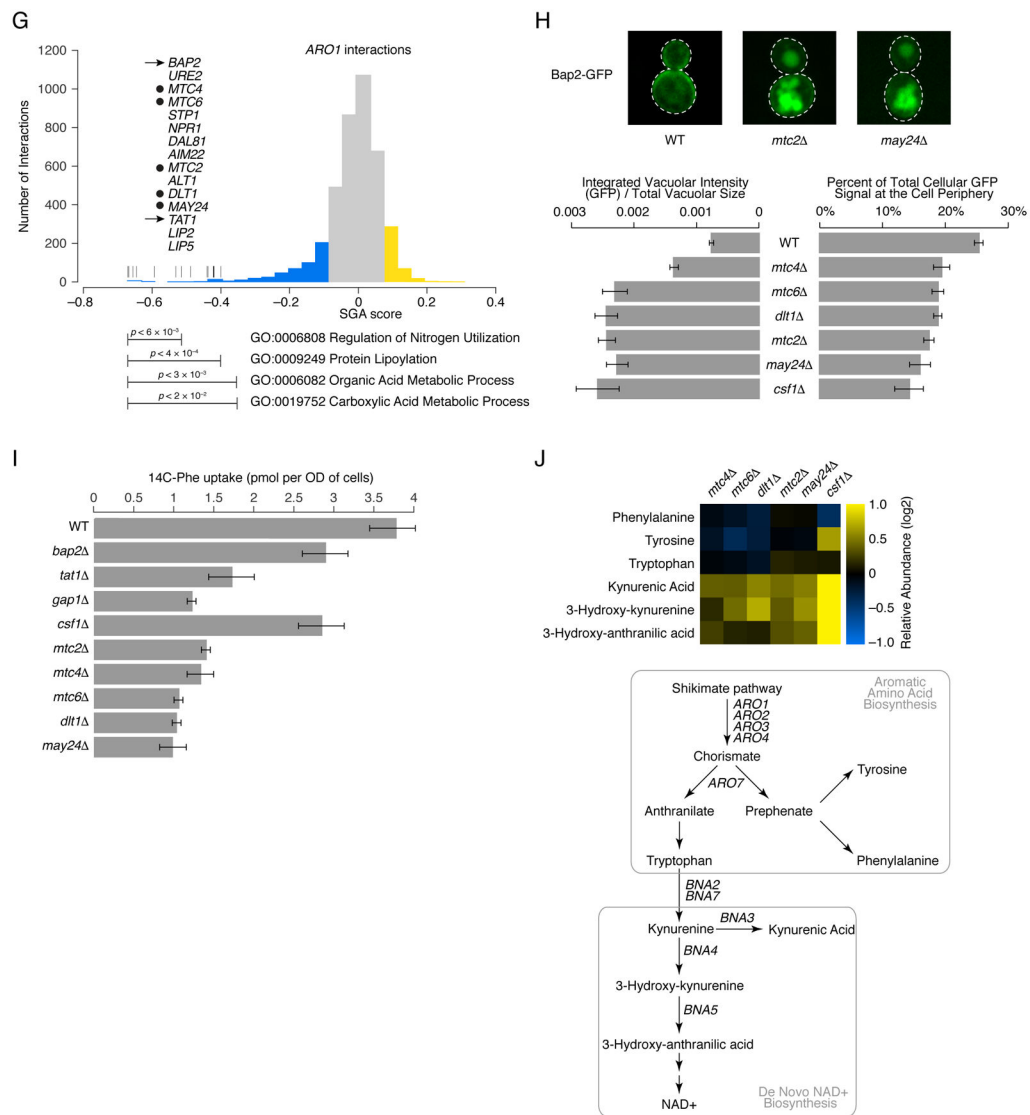 G
ARO1 interactions
Number of Interactions
1200
1000
800
600
400
200
0
BAP2
URE2
MTC4
MTC6
STP1
NPR1
DAL81
AIM22
MTC2
ALT1
DLT1
MAY24
TAT1
LIP2
LIP5
−0.8
−0.6
−0.4
−0.2
0
0.2
0.4
SGA score
p < 6 × 10⁻³
GO:0006808 Regulation of Nitrogen Utilization
p < 4 × 10⁻⁴
GO:0009249 Protein Lipoylation
p < 3 × 10⁻³
GO:0006082 Organic Acid Metabolic Process
p < 2 × 10⁻²
GO:0019752 Carboxylic Acid Metabolic Process
H
Bap2-GFP
WT
mtc2Δ
may24Δ
Integrated Vacuolar Intensity
(GFP) / Total Vacuolar Size
0.003
0.002
0.001
0
Percent of Total Cellular GFP
Signal at the Cell Periphery
0%
10%
20%
30%
WT
mtc4Δ
mtc6Δ
dlt1Δ
mtc2Δ
may24Δ
csf1Δ
I
14C-Phe uptake (pmol per OD of cells)
0
0.5
1
1.5
2
2.5
3
3.5
4
WT
bap2Δ
tat1Δ
gap1Δ
csf1Δ
mtc2Δ
mtc4Δ
mtc6Δ
dlt1Δ
may24Δ
J
mtc4Δ
mtc6Δ
dlt1Δ
mtc2Δ
may24Δ
csf1Δ
Phenylalanine
Tyrosine
Tryptophan
Kynurenic Acid
3-Hydroxy-kynurenine
3-Hydroxy-anthranilic acid
1.0
0.5
0
−0.5
−1.0
Relative Abundance (log2)
Aromatic
Amino Acid
Biosynthesis
Shikimate pathway
ARO1
ARO2
ARO3
ARO4
Chorismate
ARO7
Tyrosine
Anthranilate
Prephenate
Tryptophan
Phenylalanine
BNA2
BNA7
Kynurenine
BNA3
Kynurenic Acid
BNA4
3-Hydroxy-kynurenine
BNA5
3-Hydroxy-anthranilic acid
NAD+
De Novo NAD+
Biosynthesis